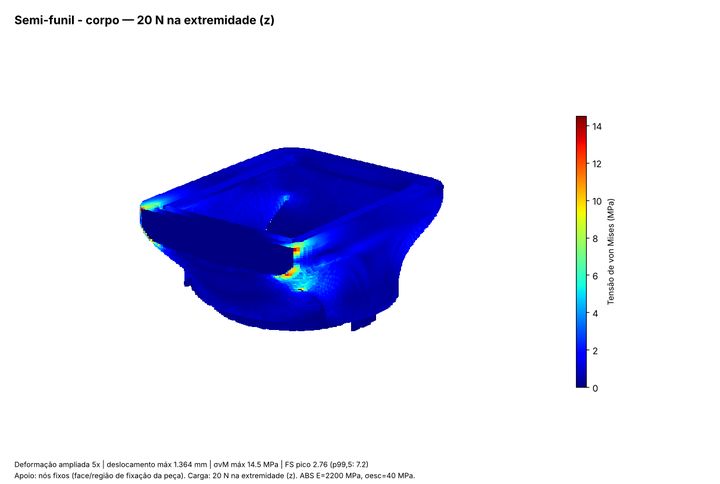 Semi-funil - corpo — 20 N na extremidade (z)
14
12
10
8
6
4
2
0
Tensão de von Mises (MPa)
Deformação ampliada 5x | deslocamento máx 1.364 mm | σvM máx 14.5 MPa | FS pico 2.76 (p99,5: 7.2)
Apoio: nós fixos (face/região de fixação da peça). Carga: 20 N na extremidade (z). ABS E=2200 MPa, σesc=40 MPa.